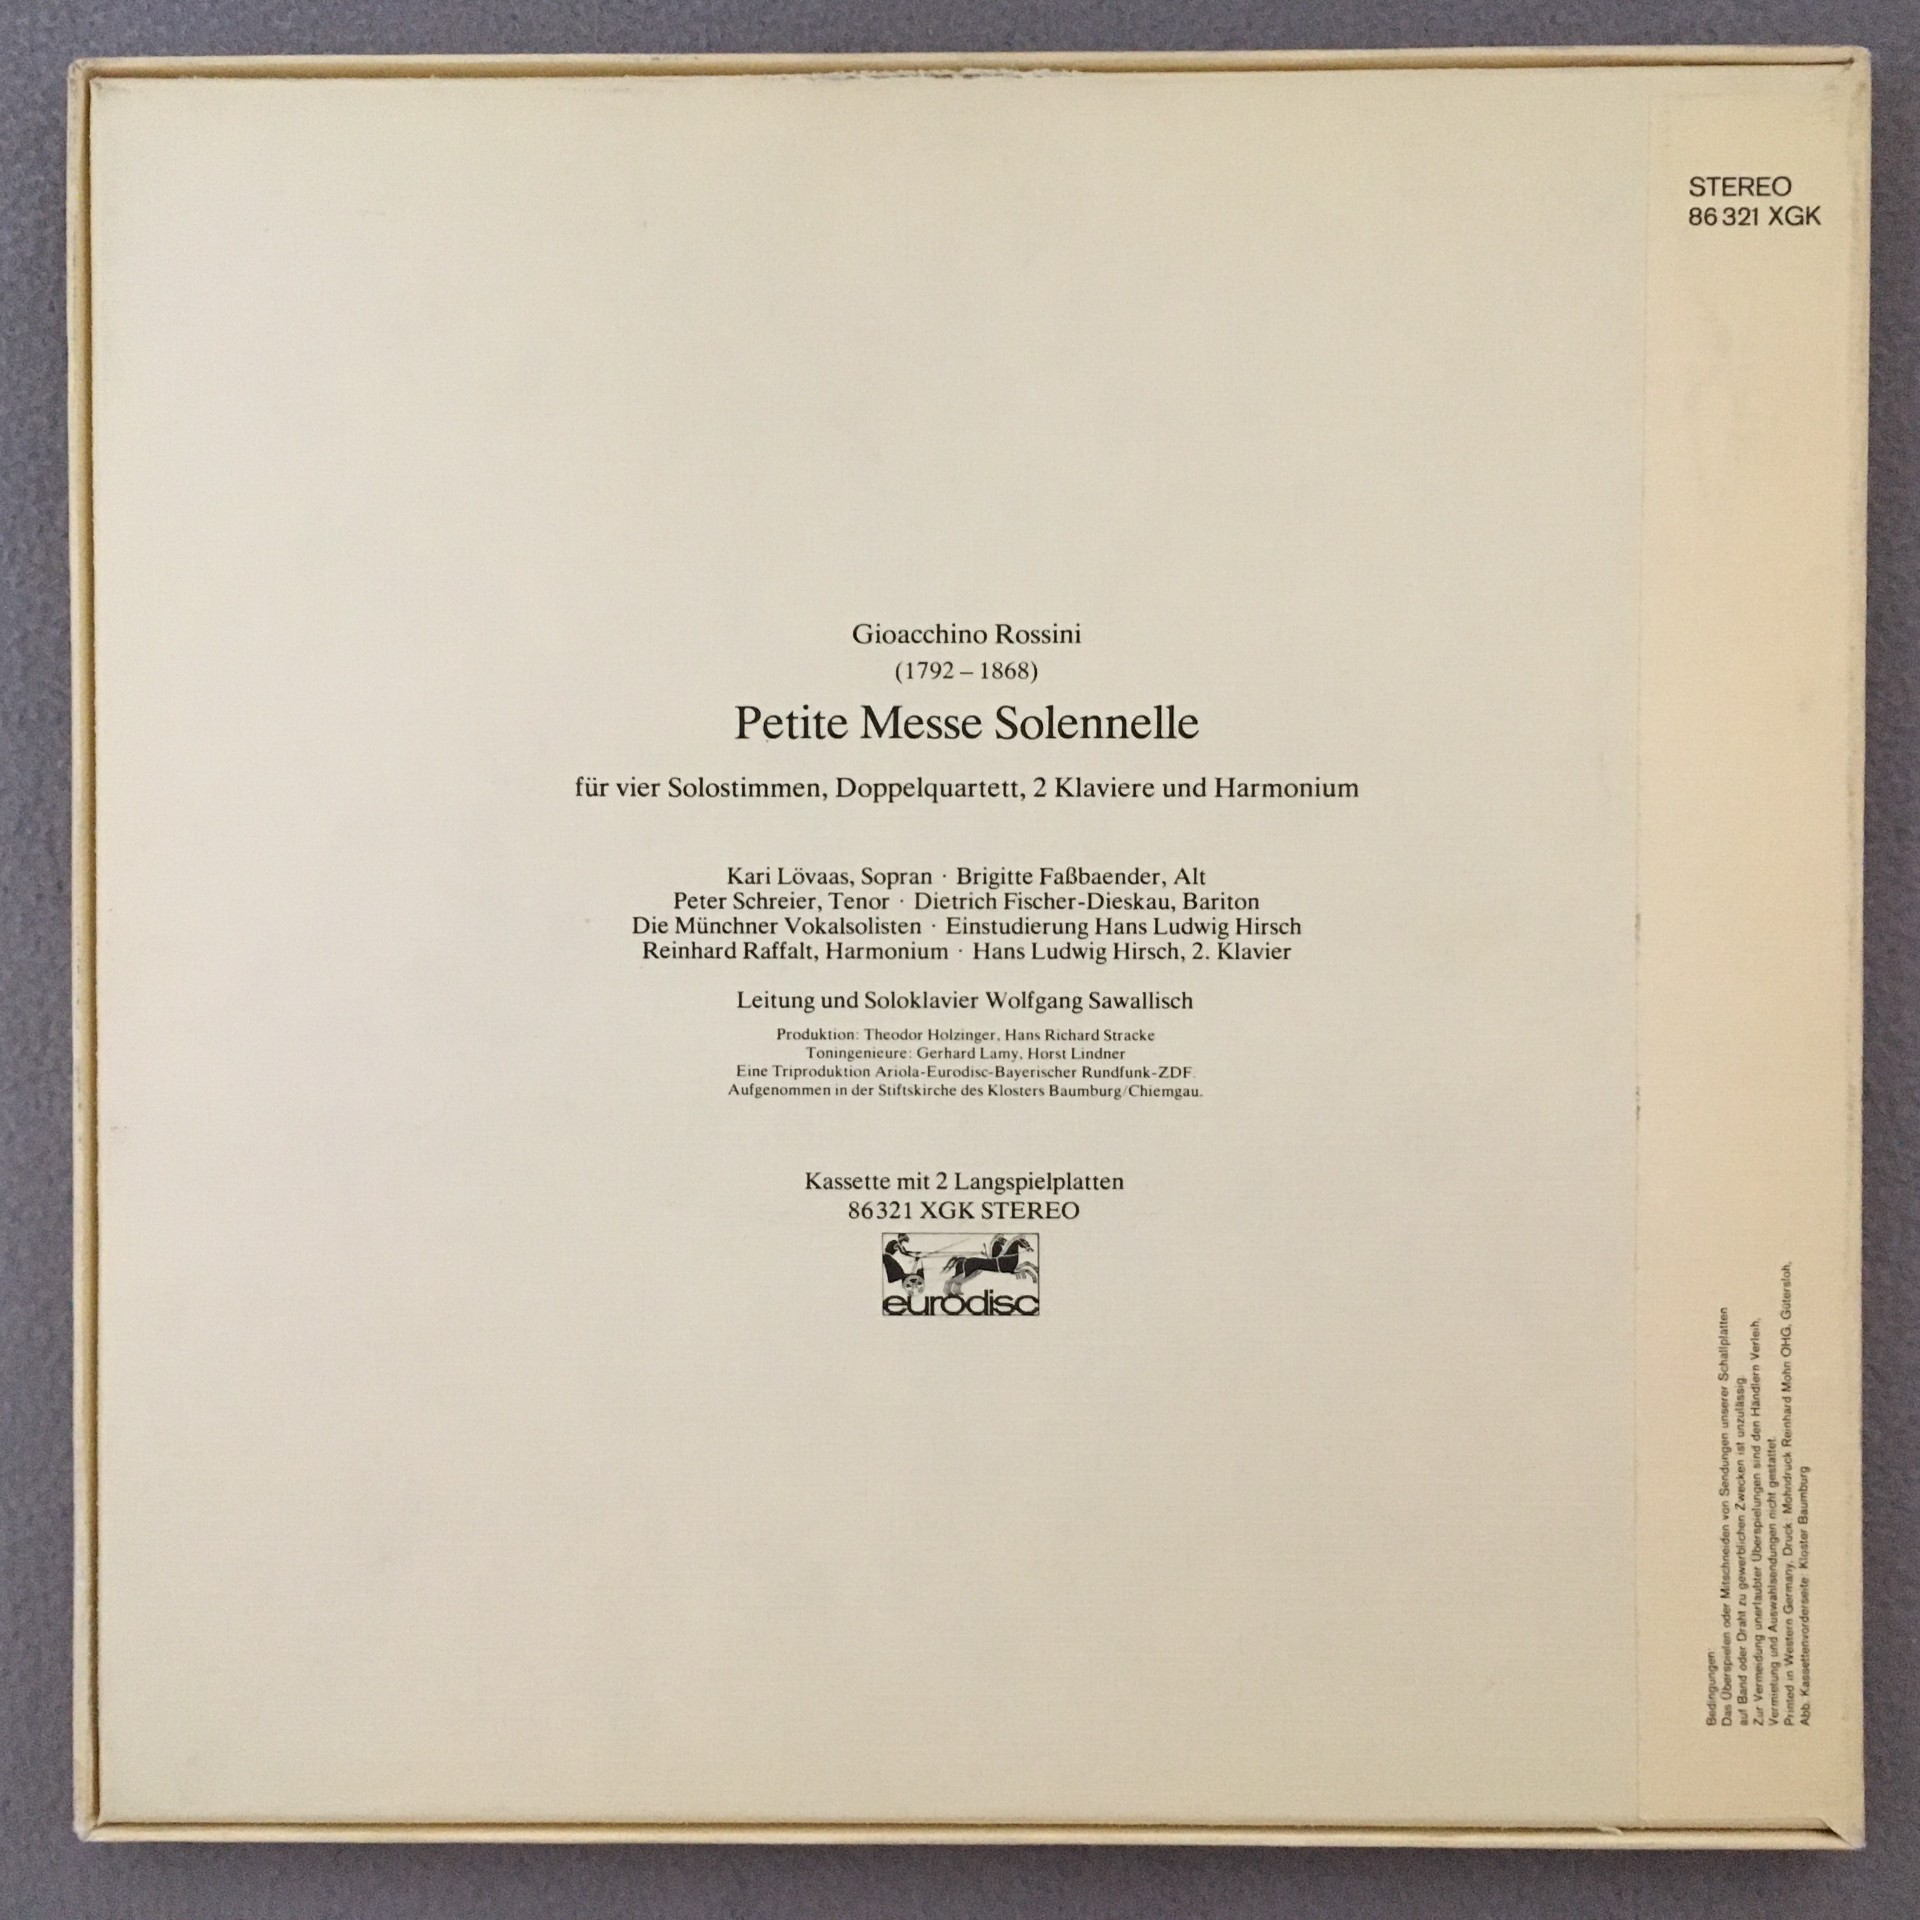 STEREO
86 321 XGK
Gioacchino Rossini
(1792 – 1868)
Petite Messe Solennelle
für vier Solostimmen, Doppelquartett, 2 Klaviere und Harmonium
Kari Lövaas, Sopran · Brigitte Faßbaender, Alt
Peter Schreier, Tenor · Dietrich Fischer-Dieskau, Bariton
Die Münchner Vokalsolisten · Einstudierung Hans Ludwig Hirsch
Reinhard Raffalt, Harmonium · Hans Ludwig Hirsch, 2. Klavier
Leitung und Soloklavier Wolfgang Sawallisch
Produktion: Theodor Holzinger, Hans Richard Stracke
Toningenieure: Gerhard Lamy, Horst Lindner
Eine Triproduktion Ariola-Eurodisc-Bayerischer Rundfunk-ZDF.
Aufgenommen in der Stiftskirche des Klosters Baumburg/Chiemgau.
Kassette mit 2 Langspielplatten
86321 XGK STEREO
eurodisc
Bedingungen:
Das Überspielen oder Mitschneiden von Sendungen unserer Schallplatten
auf Band oder Draht zu gewerblichen Zwecken ist unzulässig.
Zur Vermeidung unerlaubter Überspielungen sind den Händlern Verleih,
Vermietung und Auswahlsendungen nicht gestattet.
Printed in Western Germany. Druck: Mohndruck Reinhard Mohn OHG, Gütersloh,
Abb. Kassettenvorderseite: Kloster Baumburg